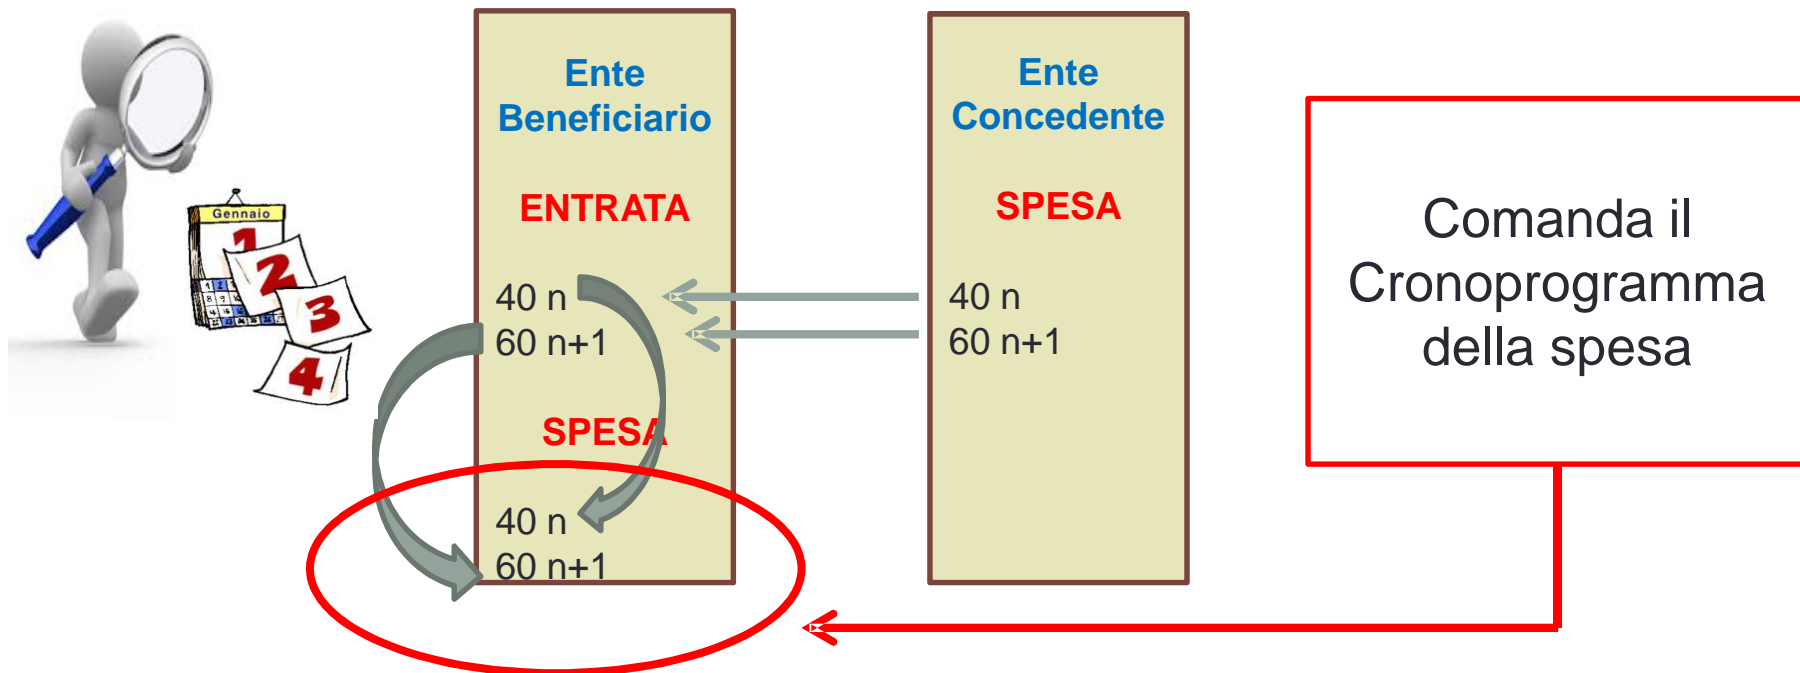 Gennaio
1
2
3
4
Ente
Beneficiario
ENTRATA
40 n
60 n+1
SPESA
40 n
60 n+1
Ente
Concedente
SPESA
40 n
60 n+1
Comanda il
Cronoprogramma
della spesa